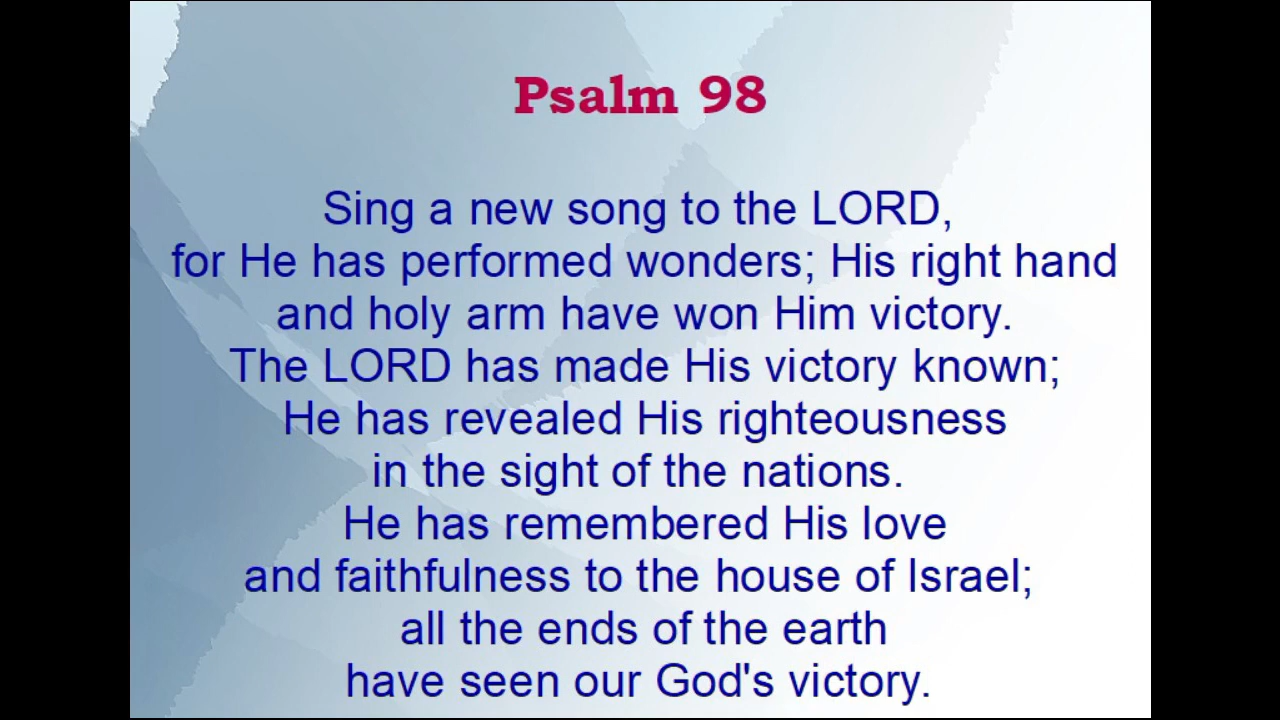 Psalm 98
Sing a new song to the LORD,
for He has performed wonders; His right hand
and holy arm have won Him victory.
The LORD has made His victory known;
He has revealed His righteousness
in the sight of the nations.
He has remembered His love
and faithfulness to the house of Israel;
all the ends of the earth
have seen our God's victory.